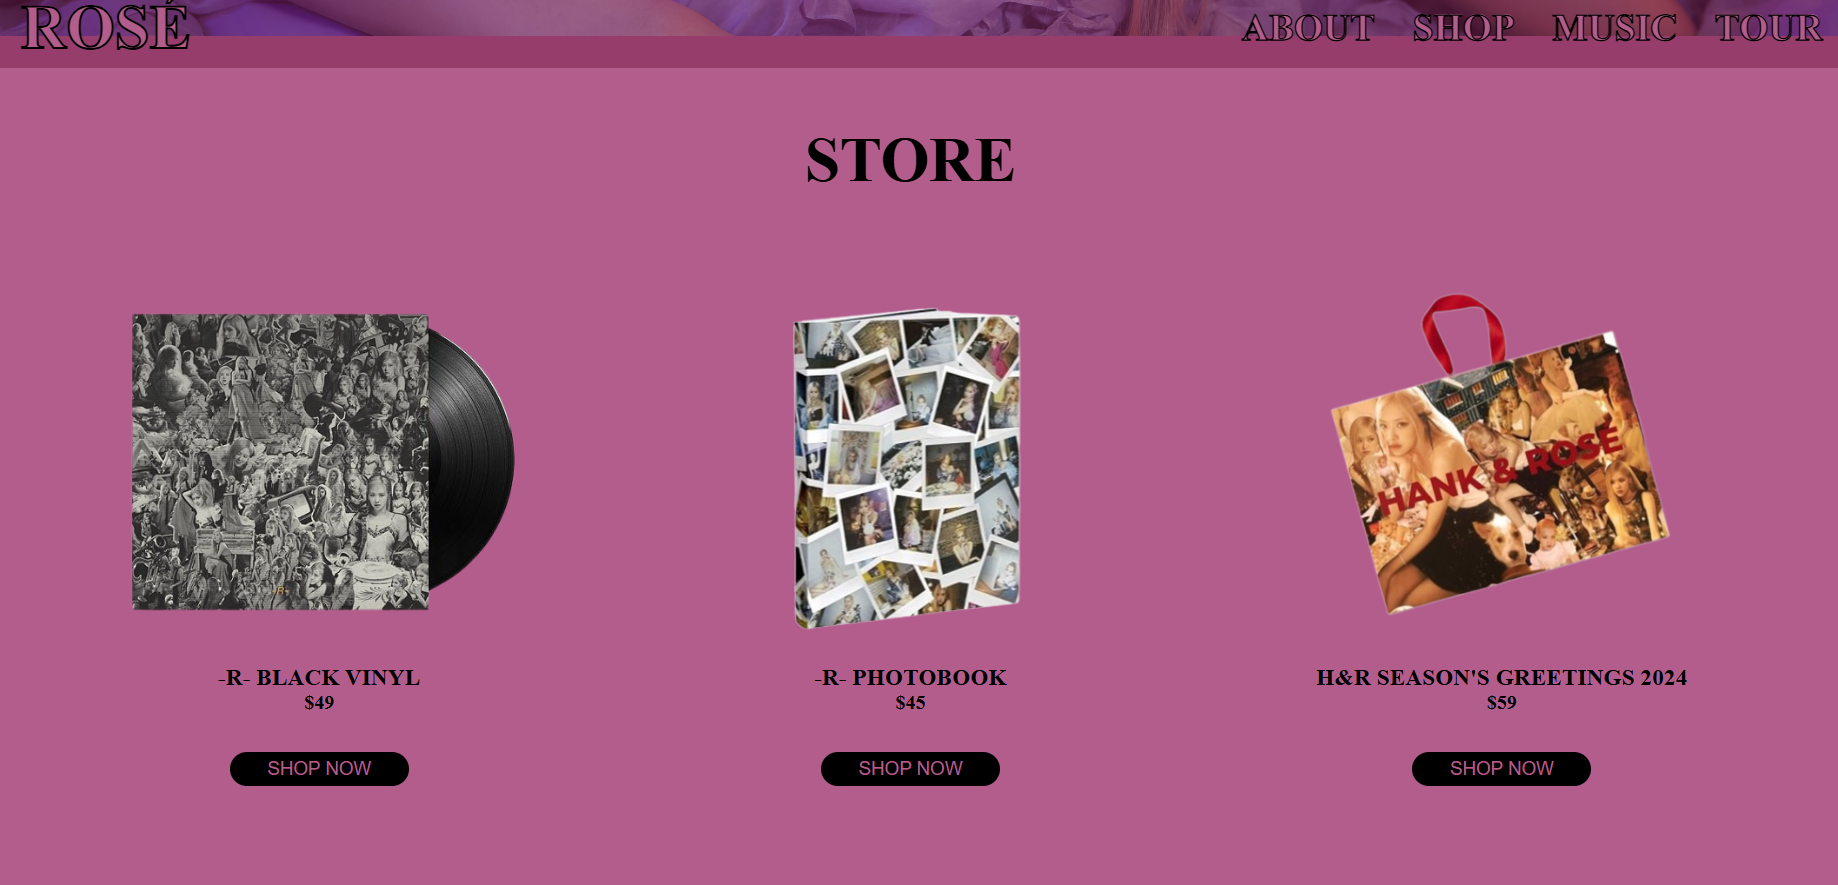 ROSÉ
ABOUT SHOP MUSIC TOUR
STORE
-R-
HANK & ROSÉ
-R- BLACK VINYL
$49
-R- PHOTOBOOK
$45
H&R SEASON'S GREETINGS 2024
$59
SHOP NOW
SHOP NOW
SHOP NOW